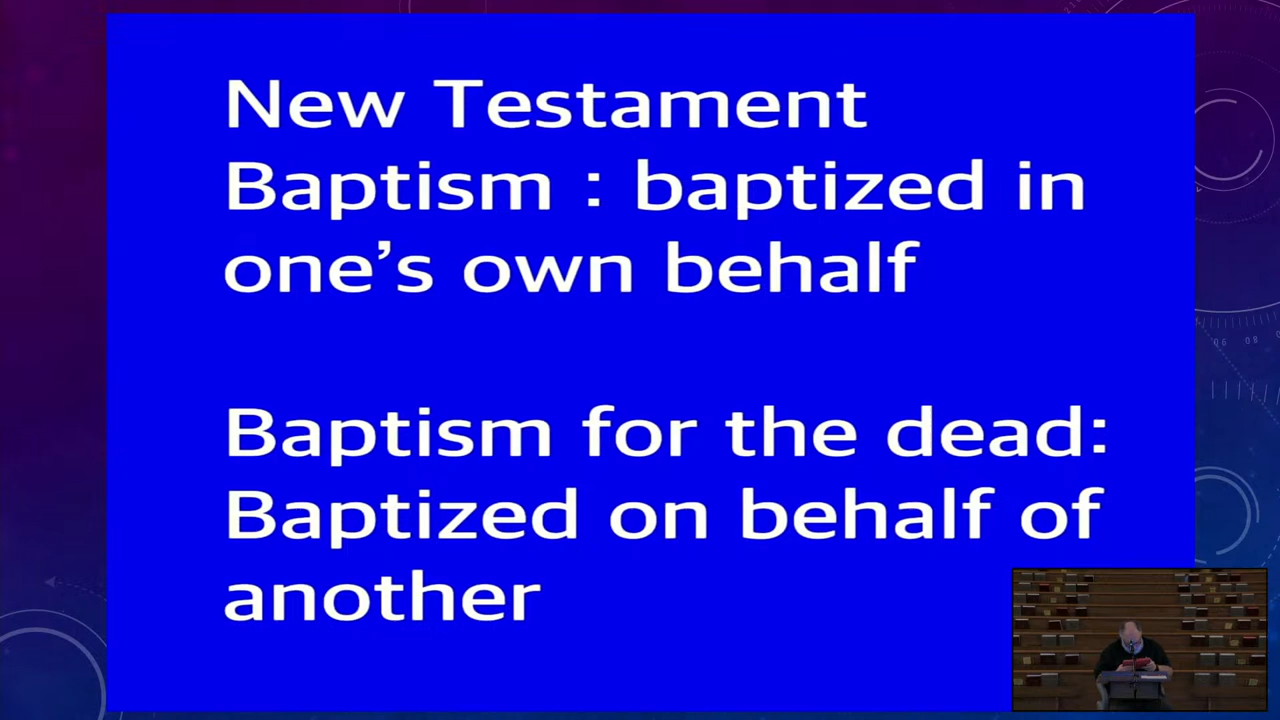 New Testament
Baptism : baptized in
one’s own behalf
Baptism for the dead:
Baptized on behalf of
another